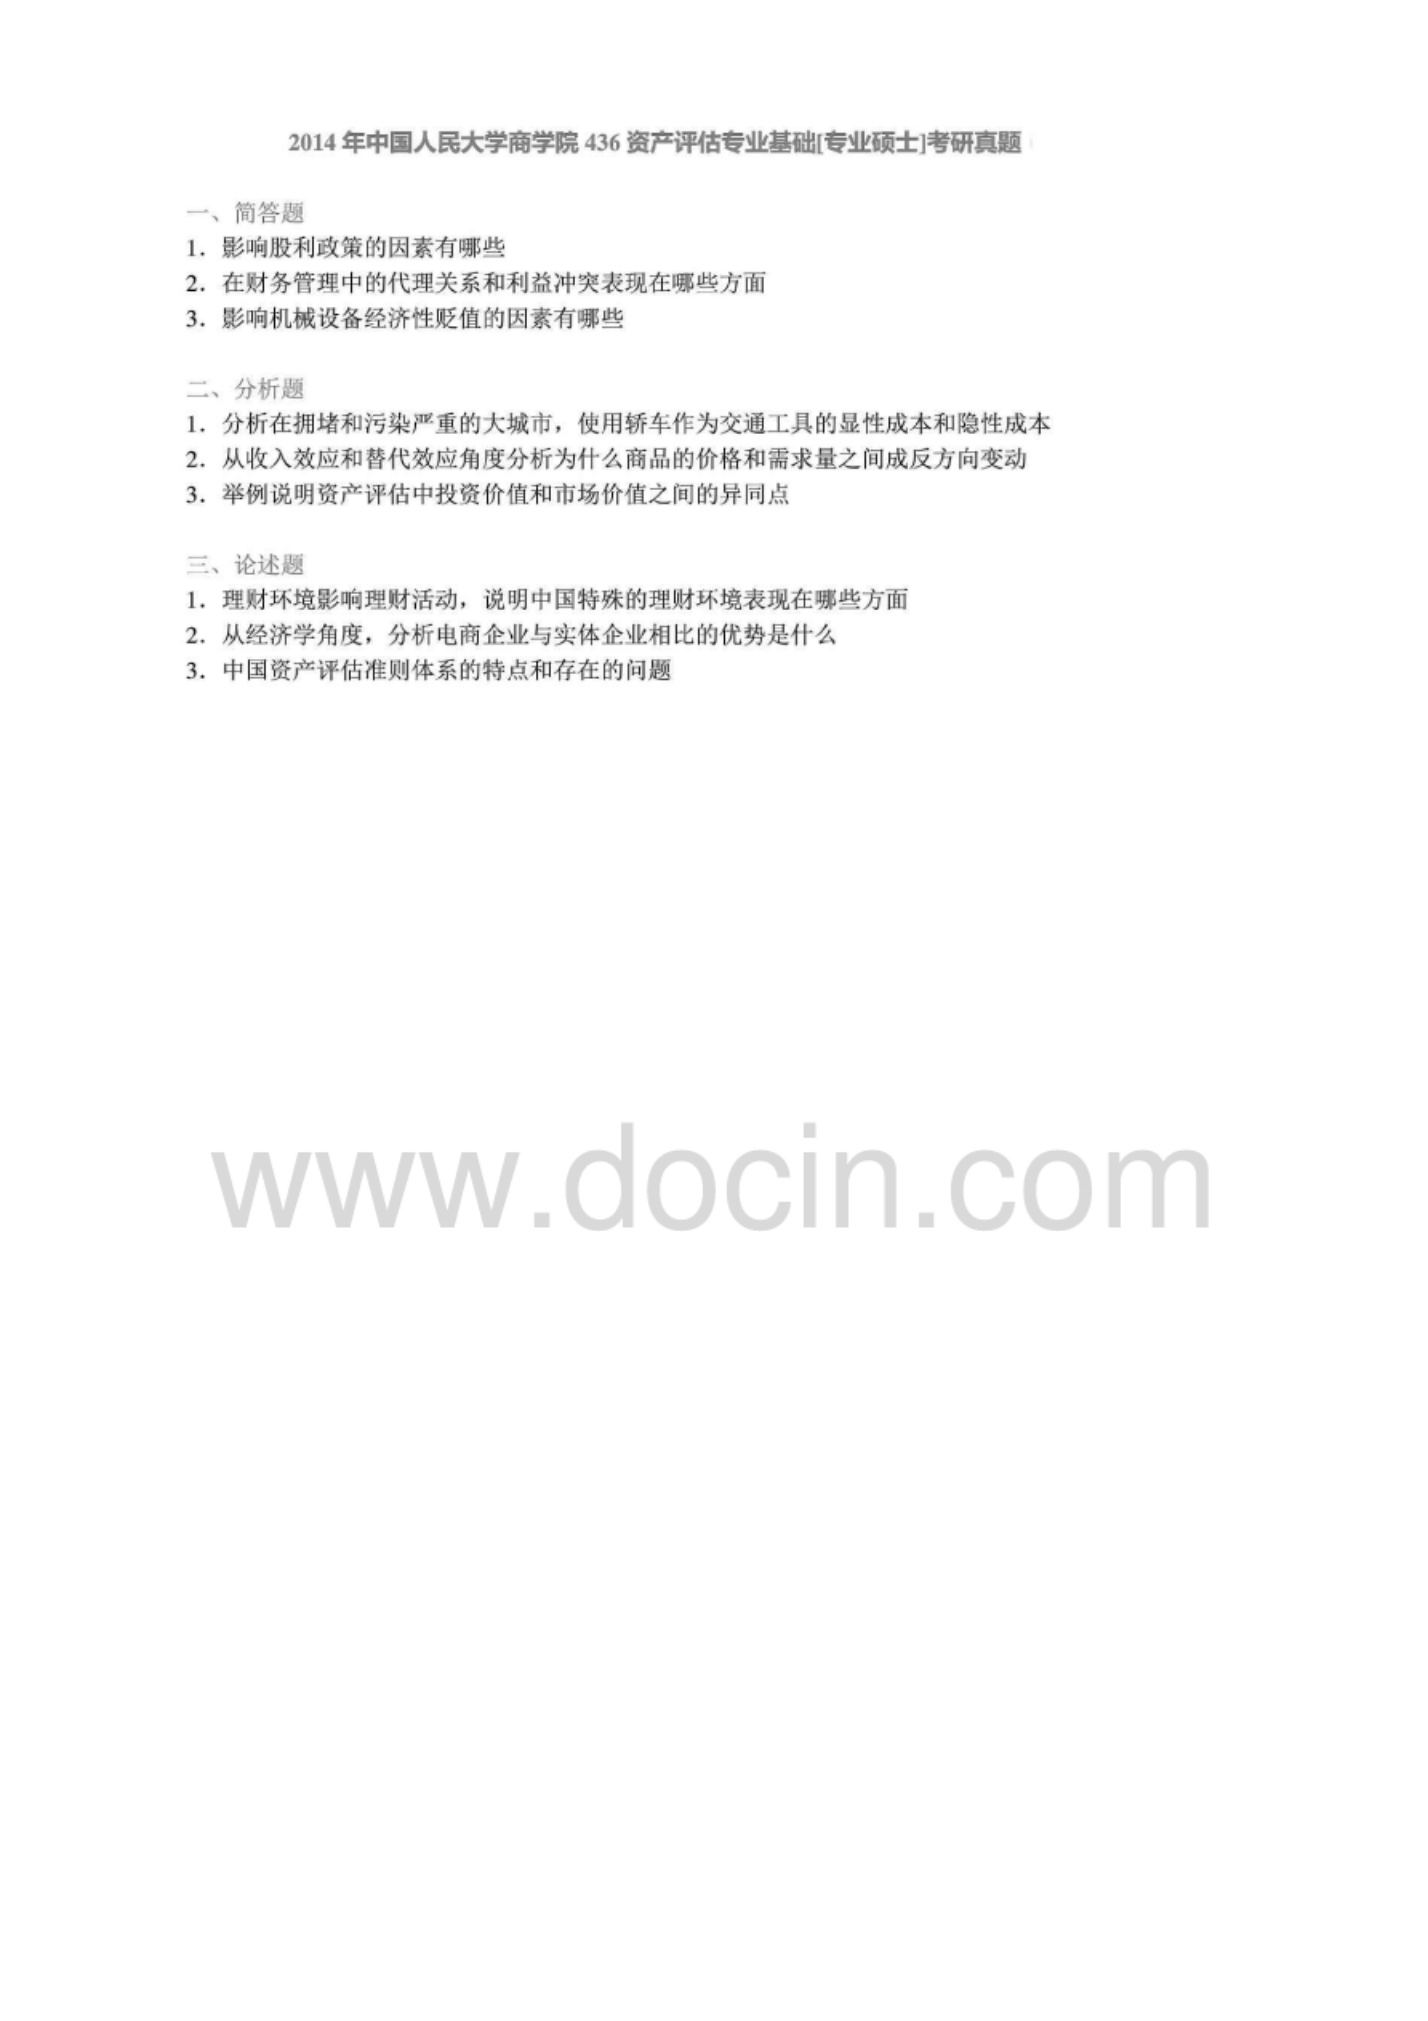 2014 年中国人民大学商学院 436 资产评估专业基础[专业硕士]考研真题
一、简答题
1．影响股利政策的因素有哪些
2．在财务管理中的代理关系和利益冲突表现在哪些方面
3．影响机械设备经济性贬值的因素有哪些
二、分析题
1．分析在拥堵和污染严重的大城市，使用轿车作为交通工具的显性成本和隐性成本
2．从收入效应和替代效应角度分析为什么商品的价格和需求量之间成反方向变动
3．举例说明资产评估中投资价值和市场价值之间的异同点
三、论述题
1．理财环境影响理财活动，说明中国特殊的理财环境表现在哪些方面
2．从经济学角度，分析电商企业与实体企业相比的优势是什么
3．中国资产评估准则体系的特点和存在的问题
www.docin.com